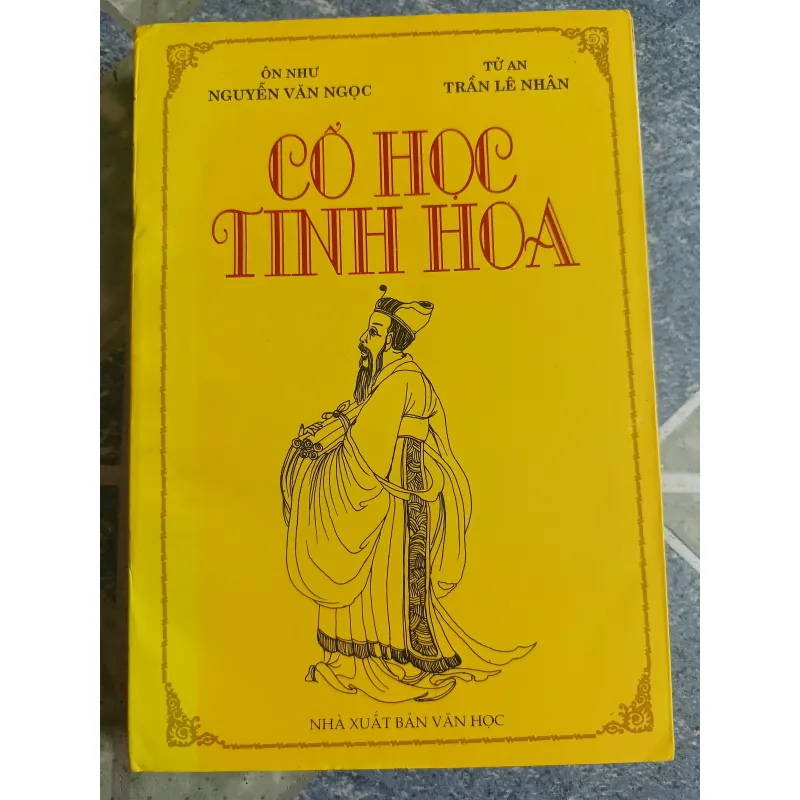 ÔN NHƯ
NGUYỄN VĂN NGỌC
TỬ AN
TRẦN LÊ NHÂN
CỔ HỌC
TINH HOA
NHÀ XUẤT BẢN VĂN HỌC